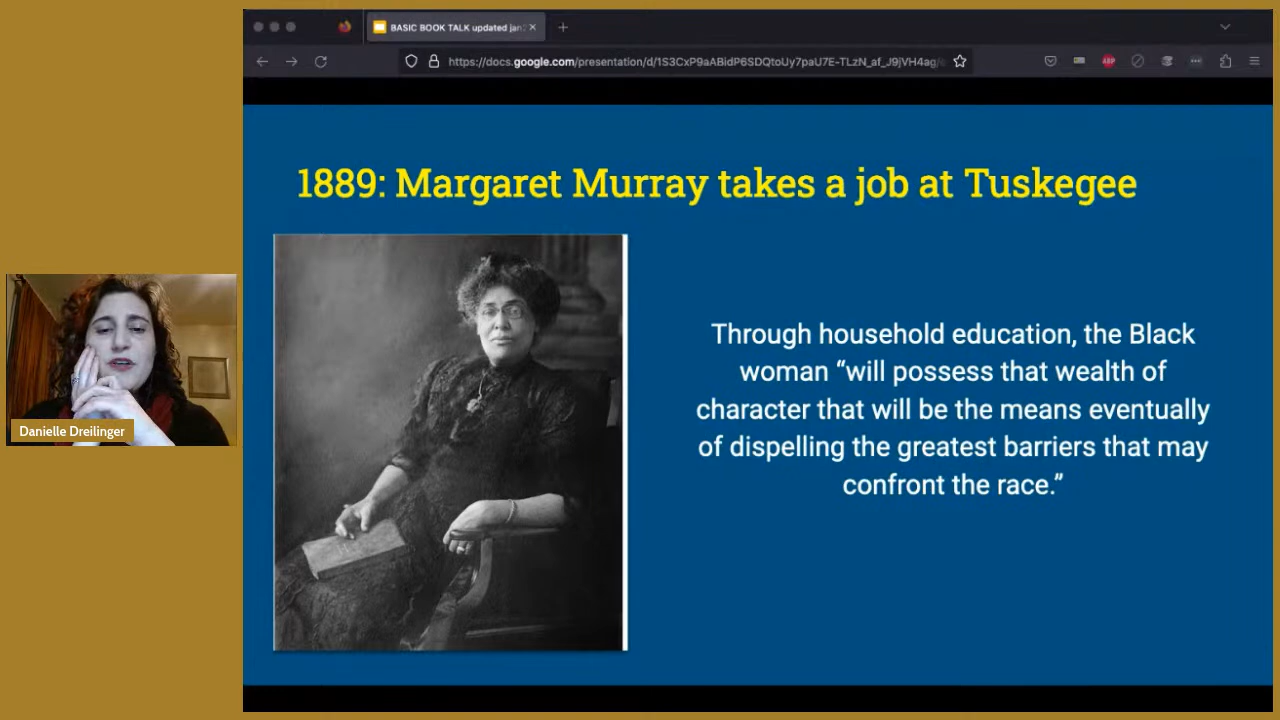 BASIC BOOK TALK updated jan
https://docs.google.com/presentation/d/1S3CxP9aABidP6SDQtoUy7paU7E-TLzN_af_J9jVH4ag/
ABP
1889: Margaret Murray takes a job at Tuskegee
Through household education, the Black
woman “will possess that wealth of
character that will be the means eventually
of dispelling the greatest barriers that may
confront the race.”
Danielle Dreilinger